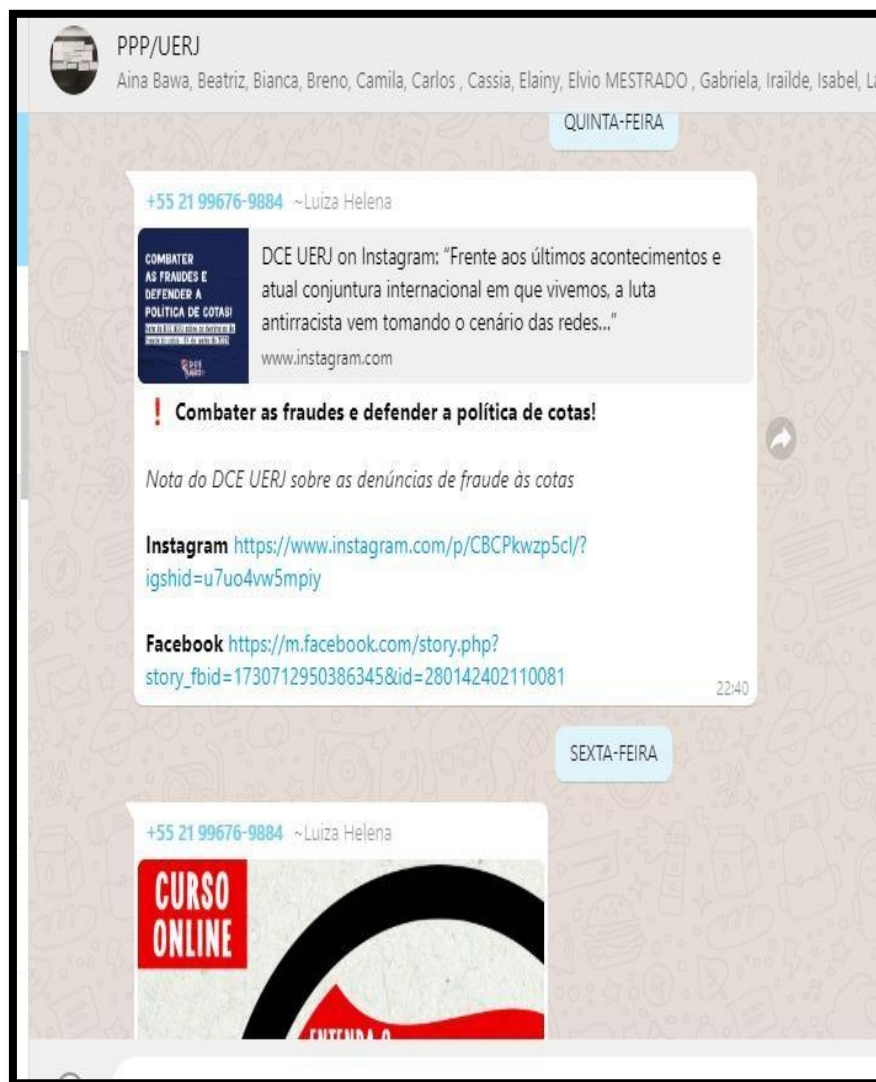 PPP/UERJ
Aina Bawa, Beatriz, Bianca, Breno, Camila, Carlos , Cassia, Elainy, Elvio MESTRADO , Gabriela, Irailde, Isabel, La
QUINTA-FEIRA
+55 21 99676-9884 ~Luiza Helena
COMBATER
AS FRAUDES E
DEFENDER A
POLÍTICA DE COTAS!
DCE UERJ on Instagram: “Frente aos últimos acontecimentos e
atual conjuntura internacional em que vivemos, a luta
antirracista vem tomando o cenário das redes...”
www.instagram.com
❗ Combater as fraudes e defender a política de cotas!
Nota do DCE UERJ sobre as denúncias de fraude às cotas
Instagram https://www.instagram.com/p/CBCPkwzp5cl/?
igshid=u7uo4vw5mpiy
Facebook https://m.facebook.com/story.php?
story_fbid=1730712950386345&id=280142402110081
22:40
SEXTA-FEIRA
+55 21 99676-9884 ~Luiza Helena
CURSO
ONLINE
ENTENDA O